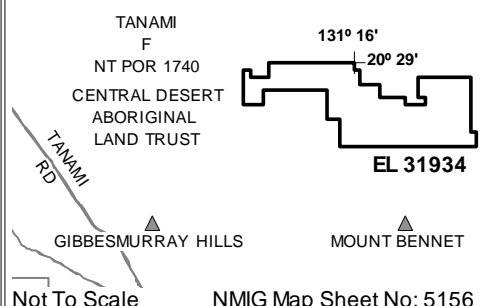 TANAMI
F
NT POR 1740
CENTRAL DESERT
ABORIGINAL
LAND TRUST
131º 16'
20º 29'
EL 31934
TANAMI
RD
GIBBESMURRAY HILLS
MOUNT BENNET
Not To Scale
NMIG Map Sheet No: 5156